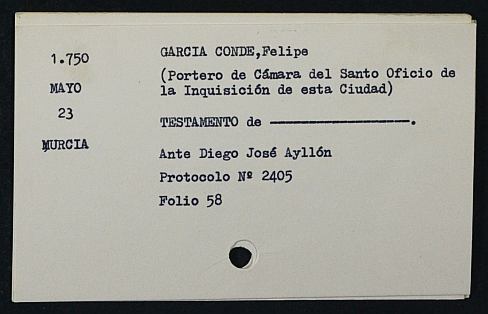 1.750
MAYO
23
MURCIA
GARCIA CONDE,Felipe
(Portero de Cámara del Santo Oficio de
la Inquisición de esta Ciudad)
TESTAMENTO de ———————.
Ante Diego José Ayllón
Protocolo Nº 2405
Folio 58